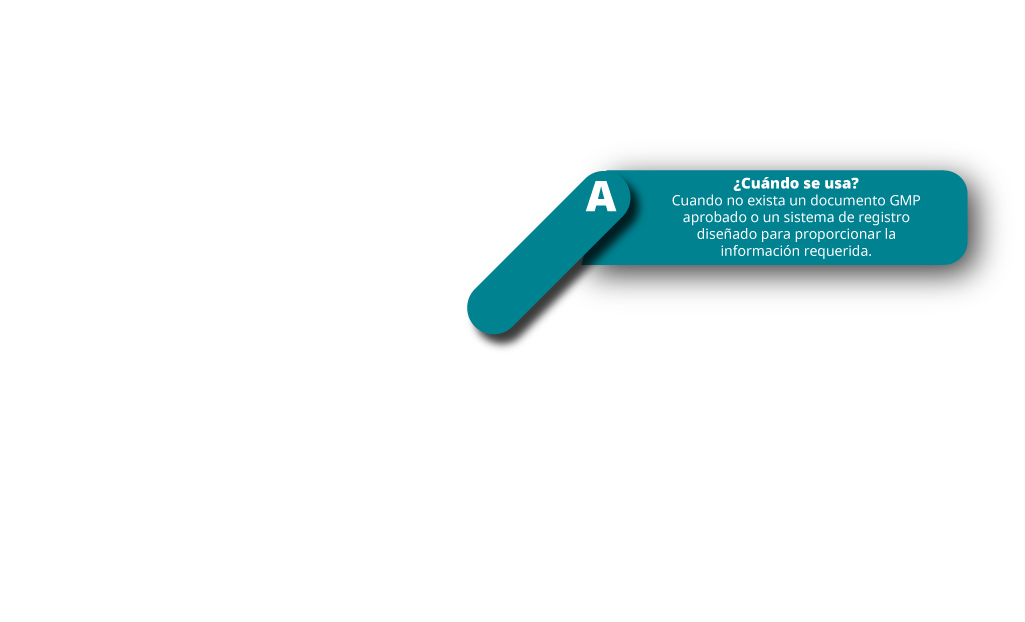 A
¿Cuándo se usa?
Cuando no exista un documento GMP
aprobado o un sistema de registro
diseñado para proporcionar la
información requerida.